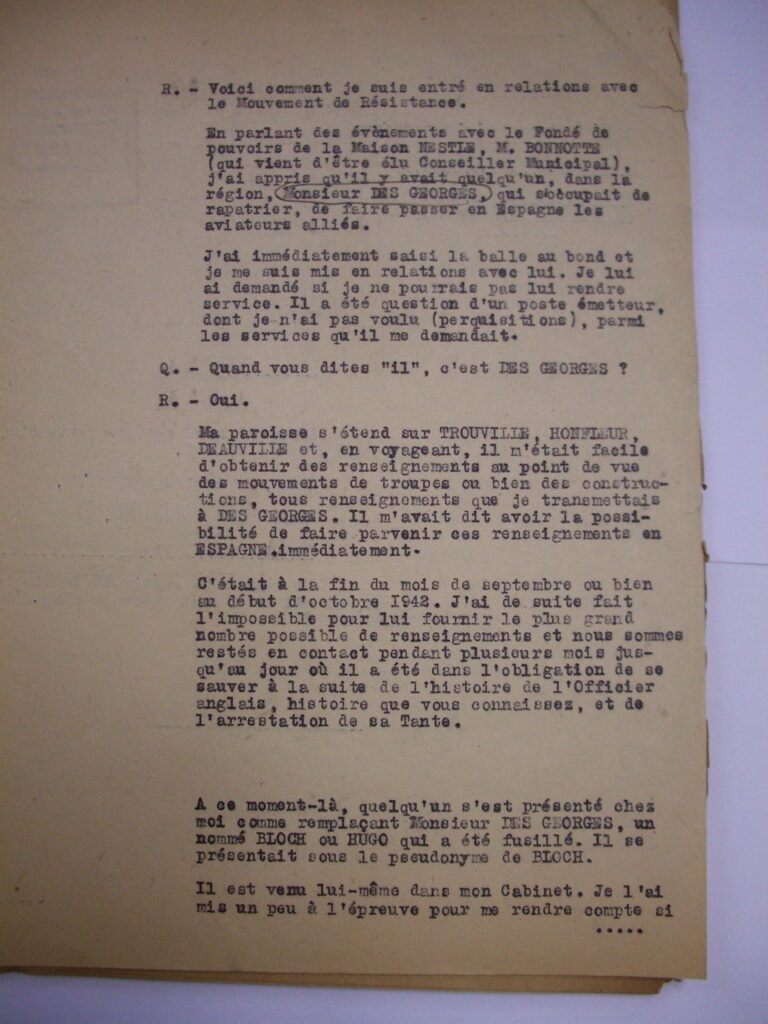 R. - Voici comment je suis entré en relations avec
le Mouvement de Résistance.
En parlant des évènements avec le Fondé de
pouvoirs de la Maison NESTLE, M. BONNOTTE
(qui vient d'être élu Conseiller Municipal),
j'ai appris qu'il y avait quelqu'un, dans la
région, Monsieur DES GEORGES, qui s'occupait de
rapatrier, de faire passer en Espagne les
aviateurs alliés.
J'ai immédiatement saisi la balle au bond et
je me suis mis en relations avec lui. Je lui
ai demandé si je ne pourrais pas lui rendre
service. Il a été question d'un poste émetteur,
dont je n'ai pas voulu (perquisitions), parmi
les services qu'il me demandait.
Q. - Quand vous dites "il", c'est DES GEORGES ?
R. - Oui.
Ma paroisse s'étend sur TROUVILLE, HONFLEUR,
DEAUVILLE et, en voyageant, il m'était facile
d'obtenir des renseignements au point de vue
des mouvements de troupes ou bien des construc-
tions, tous renseignements que je transmettais
à DES GEORGES. Il m'avait dit avoir la possi-
bilité de faire parvenir ces renseignements en
ESPAGNE.immédiatement.
C'était à la fin du mois de septembre ou bien
au début d'octobre 1942. J'ai de suite fait
l'impossible pour lui fournir le plus grand
nombre possible de renseignements et nous sommes
restés en contact pendant plusieurs mois jus-
qu'au jour où il a été dans l'obligation de se
sauver à la suite de l'histoire de l'Officier
anglais, histoire que vous connaissez, et de
l'arrestation de sa Tante.
A ce moment-là, quelqu'un s'est présenté chez
moi comme remplaçant Monsieur DES GEORGES, un
nommé BLOCH ou HUGO qui a été fusillé. Il se
présentait sous le pseudonyme de BLOCH.
Il est venu lui-même dans mon Cabinet. Je l'ai
mis un peu à l'épreuve pour me rendre compte si
.....